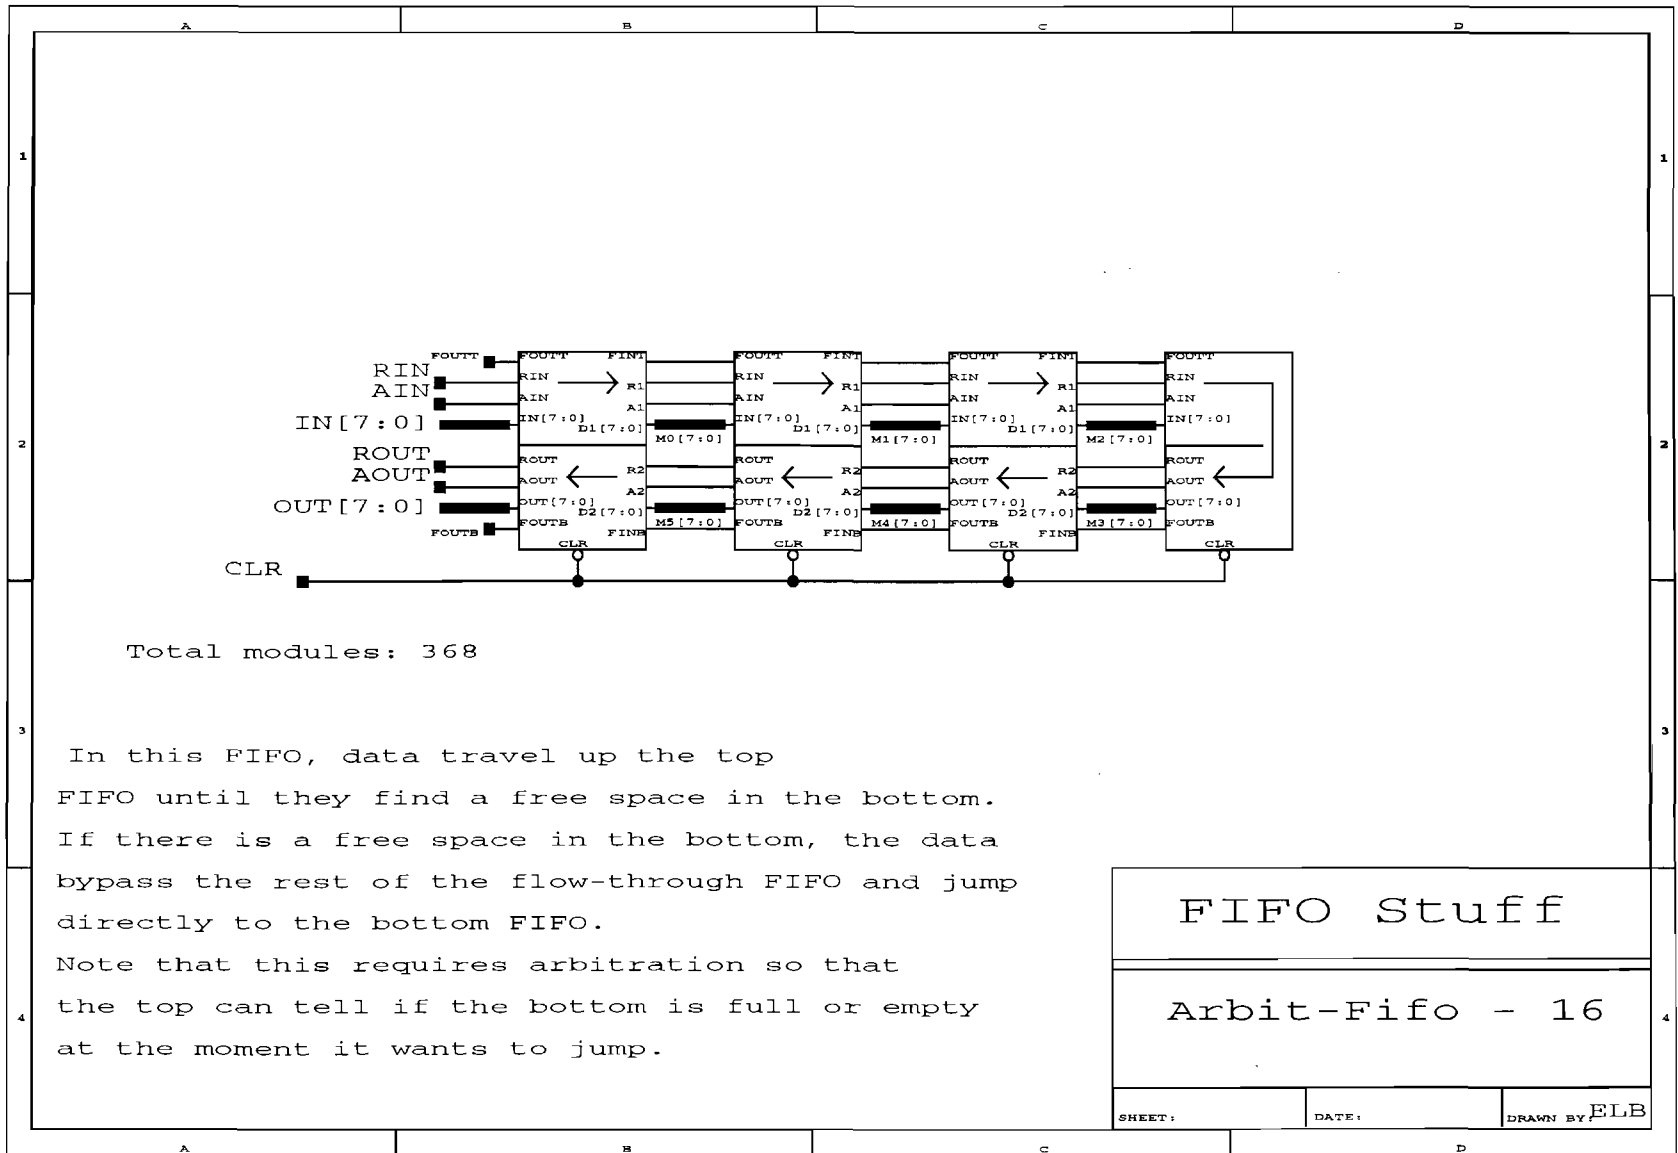 A B C D
1 1
FOUTT FOUTT FINT FOUTT FINT FOUTT FINT FOUTT
RIN RIN R1 RIN R1 RIN R1 RIN
AIN AIN A1 AIN A1 AIN A1 AIN
IN[7:0] IN[7:0] D1[7:0] M0[7:0] IN[7:0] D1[7:0] M1[7:0] IN[7:0] D1[7:0] M2[7:0] IN[7:0]
2 2
ROUT ROUT R2 ROUT R2 ROUT R2 ROUT
AOUT AOUT A2 AOUT A2 AOUT A2 AOUT
OUT[7:0] OUT[7:0] D2[7:0] M5[7:0] OUT[7:0] D2[7:0] M4[7:0] OUT[7:0] D2[7:0] M3[7:0] OUT[7:0]
FOUTB FOUTB FINB FOUTB FINB FOUTB FINB FOUTB
CLR CLR CLR CLR
CLR
Total modules: 368
3 3
In this FIFO, data travel up the top
FIFO until they find a free space in the bottom.
If there is a free space in the bottom, the data
bypass the rest of the flow-through FIFO and jump
directly to the bottom FIFO.
Note that this requires arbitration so that
the top can tell if the bottom is full or empty
at the moment it wants to jump.
4 4
FIFO Stuff
Arbit-Fifo - 16
SHEET: DATE: DRAWN BY: ELB
A B C D